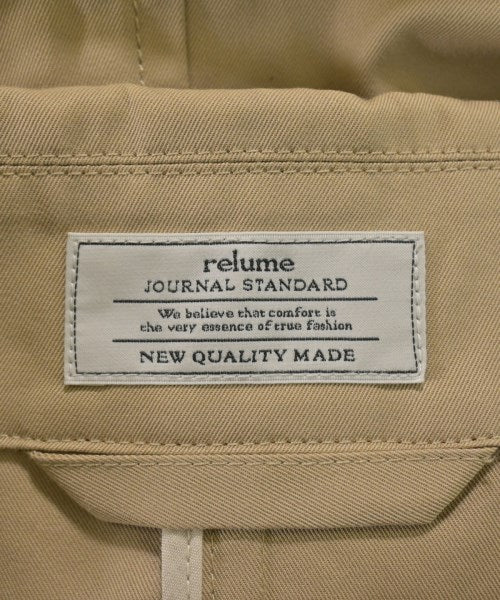 relume
JOURNAL STANDARD
We believe that comfort is
the very essence of true fashion
NEW QUALITY MADE